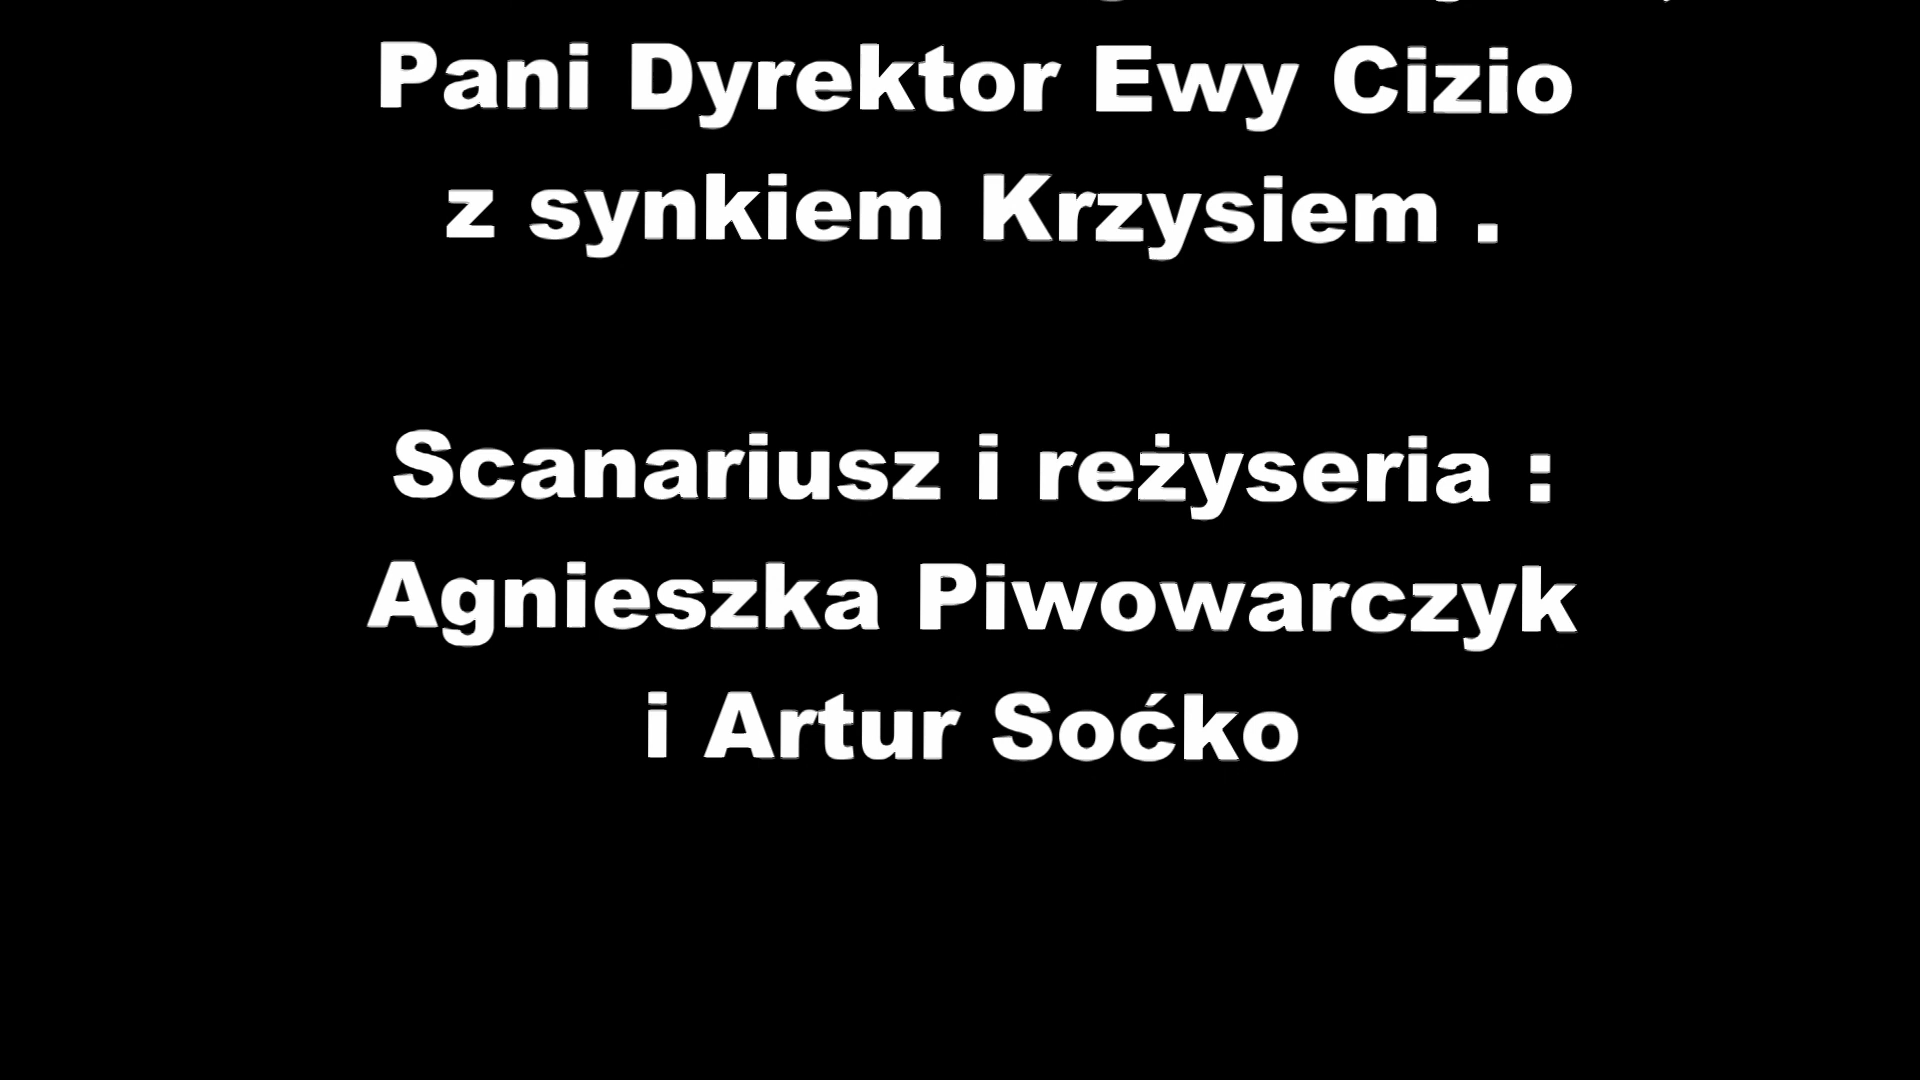 Pani Dyrektor Ewy Cizio
z synkiem Krzysiem .
Scanariusz i reżyseria :
Agnieszka Piwowarczyk
i Artur Soćko